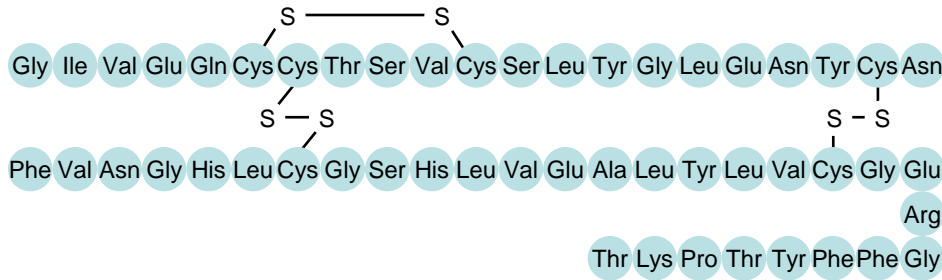 S S
Gly Ile Val Glu Gln Cys Cys Thr Ser Val Cys Ser Leu Tyr Gly Leu Glu Asn Tyr Cys Asn
S S S S
Phe Val Asn Gly His Leu Cys Gly Ser His Leu Val Glu Ala Leu Tyr Leu Val Cys Gly Glu
Arg
Thr Lys Pro Thr Tyr Phe Phe Gly